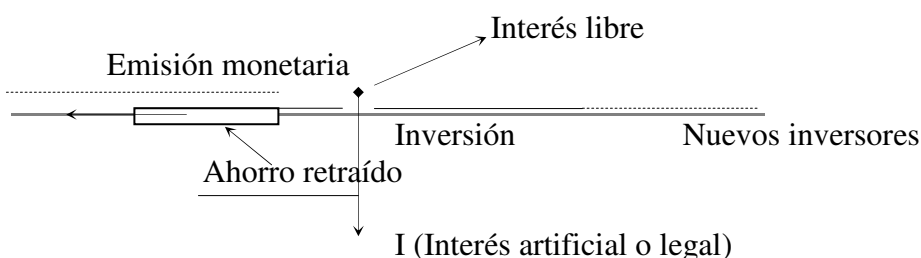 Interés libre
Emisión monetaria
Inversión
Nuevos inversores
Ahorro retraído
I (Interés artificial o legal)